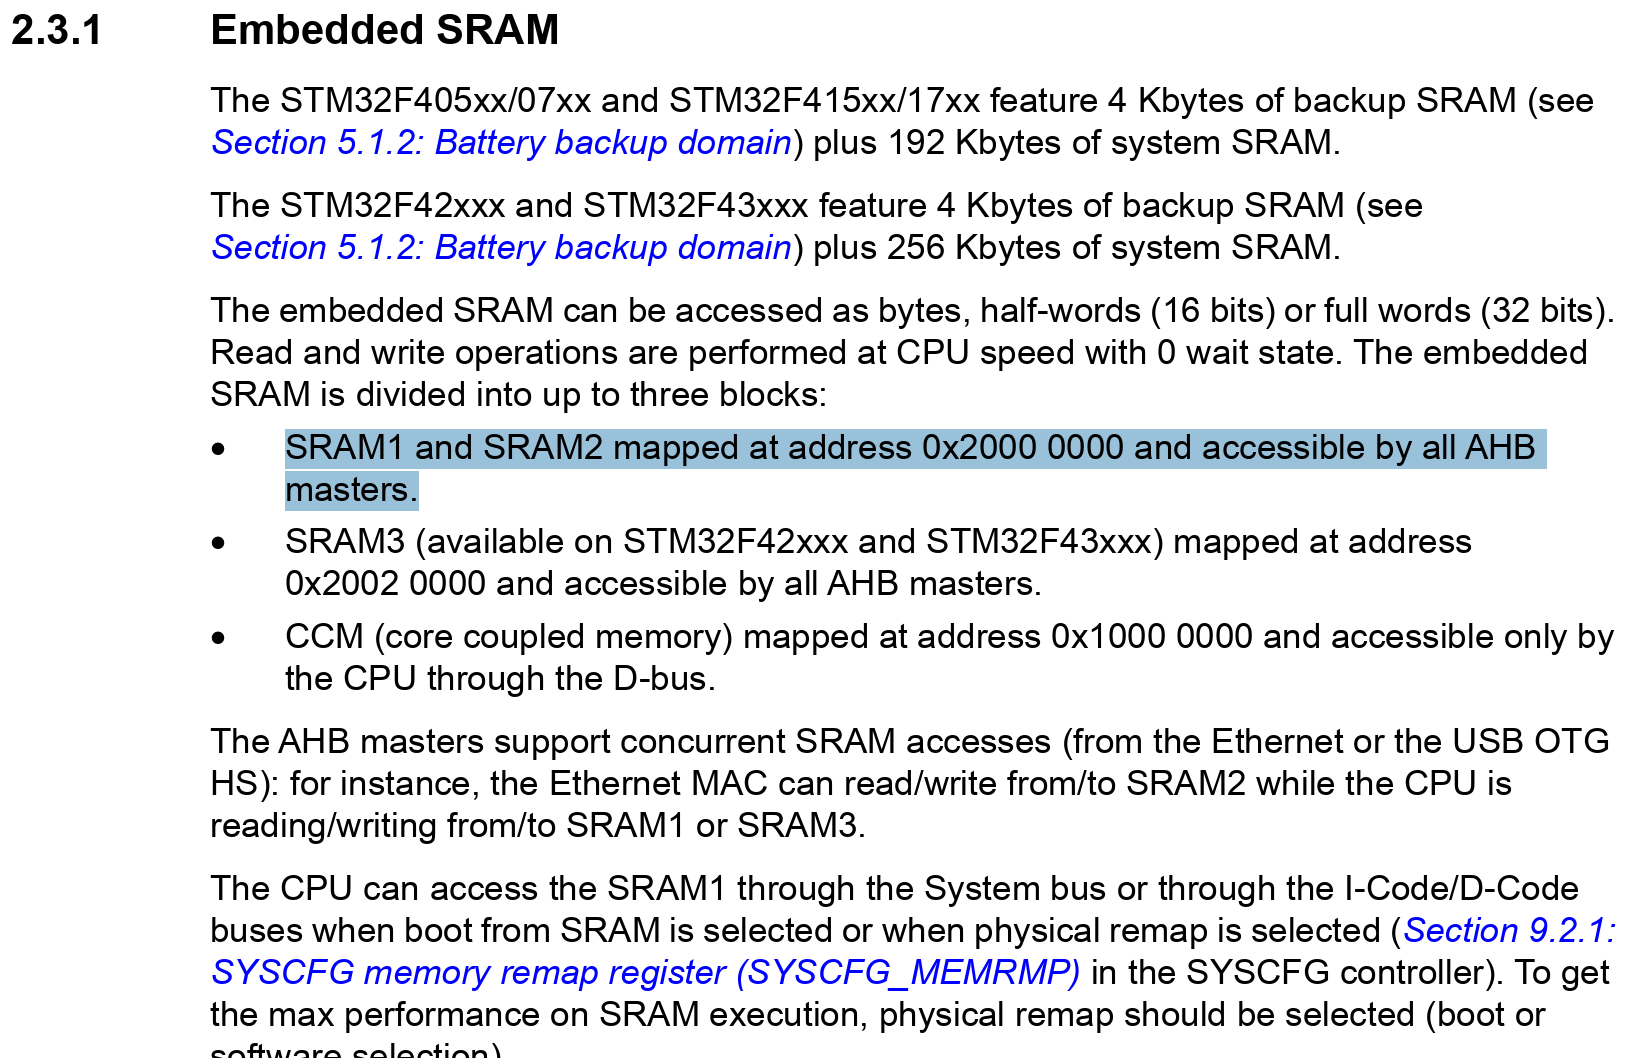 2.3.1 Embedded SRAM
The STM32F405xx/07xx and STM32F415xx/17xx feature 4 Kbytes of backup SRAM (see
Section 5.1.2: Battery backup domain) plus 192 Kbytes of system SRAM.
The STM32F42xxx and STM32F43xxx feature 4 Kbytes of backup SRAM (see
Section 5.1.2: Battery backup domain) plus 256 Kbytes of system SRAM.
The embedded SRAM can be accessed as bytes, half-words (16 bits) or full words (32 bits).
Read and write operations are performed at CPU speed with 0 wait state. The embedded
SRAM is divided into up to three blocks:
• SRAM1 and SRAM2 mapped at address 0x2000 0000 and accessible by all AHB
masters.
• SRAM3 (available on STM32F42xxx and STM32F43xxx) mapped at address
0x2002 0000 and accessible by all AHB masters.
• CCM (core coupled memory) mapped at address 0x1000 0000 and accessible only by
the CPU through the D-bus.
The AHB masters support concurrent SRAM accesses (from the Ethernet or the USB OTG
HS): for instance, the Ethernet MAC can read/write from/to SRAM2 while the CPU is
reading/writing from/to SRAM1 or SRAM3.
The CPU can access the SRAM1 through the System bus or through the I-Code/D-Code
buses when boot from SRAM is selected or when physical remap is selected (Section 9.2.1:
SYSCFG memory remap register (SYSCFG_MEMRMP) in the SYSCFG controller). To get
the max performance on SRAM execution, physical remap should be selected (boot or
software selection)